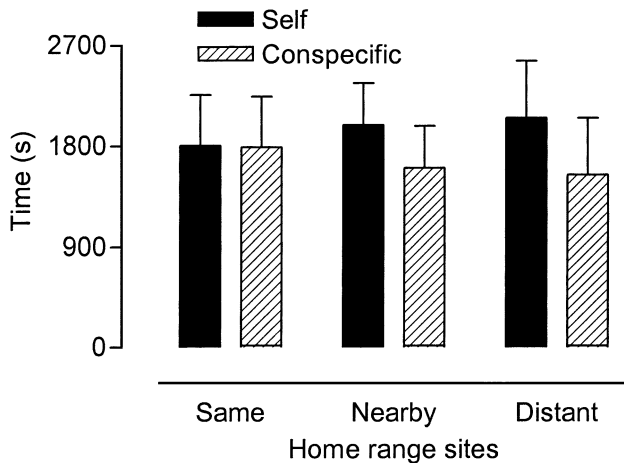 Self
Conspecific
2700
1800
900
0
Time (s)
Same Nearby Distant
Home range sites